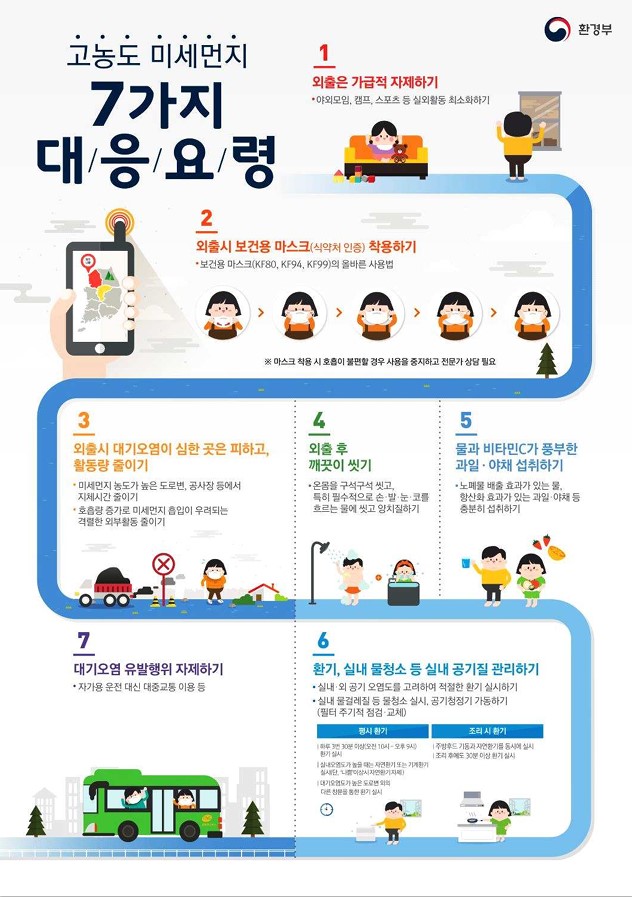 환경부
고농도 미세먼지
7가지
대/응/요/령
1
외출은 가급적 자제하기
• 야외모임, 캠프, 스포츠 등 실외활동 최소화하기
2
외출시 보건용 마스크(식약처 인증) 착용하기
• 보건용 마스크(KF80, KF94, KF99)의 올바른 사용법
※ 마스크 착용 시 호흡이 불편할 경우 사용을 중지하고 전문가 상담 필요
3
외출시 대기오염이 심한 곳은 피하고,
활동량 줄이기
• 미세먼지 농도가 높은 도로변, 공사장 등에서
지체시간 줄이기
• 호흡량 증가로 미세먼지 흡입이 우려되는
격렬한 외부활동 줄이기
4
외출 후
깨끗이 씻기
• 온몸을 구석구석 씻고,
특히 필수적으로 손·발·눈·코를
흐르는 물에 씻고 양치질하기
5
물과 비타민C가 풍부한
과일·야채 섭취하기
• 노폐물 배출 효과가 있는 물,
항산화 효과가 있는 과일·야채 등
충분히 섭취하기
7
대기오염 유발행위 자제하기
• 자가용 운전 대신 대중교통 이용 등
6
환기, 실내 물청소 등 실내 공기질 관리하기
• 실내·외 공기 오염도를 고려하여 적절한 환기 실시하기
• 실내 물걸레질 등 물청소 실시, 공기청정기 가동하기
(필터 주기적 점검·교체)
평시 환기
| 하루 3번 30분 이상(오전 10시 - 오후 9시)
환기 실시
| 실내오염도가 높을 때는 자연환기 또는 기계환기
실시(단, '나쁨'이상시 자연환기 자제)
| 대기오염도가 높은 도로변 외의
다른 창문을 통한 환기 실시
조리 시 환기
| 주방후드 가동과 자연환기를 동시에 실시
| 조리 후에도 30분 이상 환기 실시